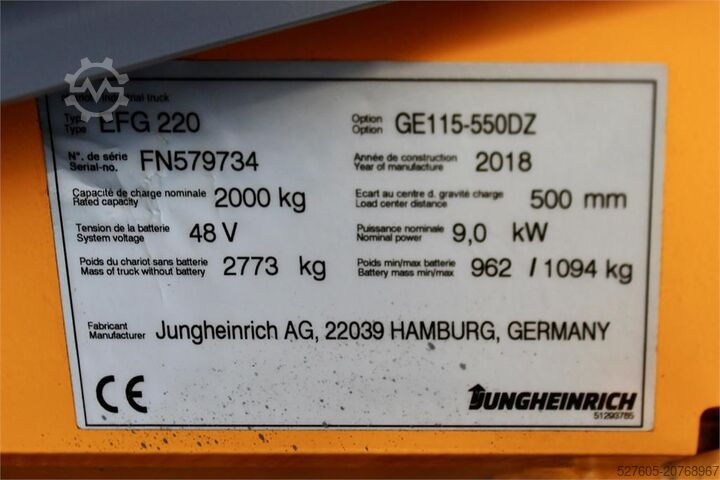 industrial truck
Type EFG 220 Option GE115-550DZ
Type Option
N°. de série FN579734 Année de construction 2018
Serial-no. Year of manufacture
Capacité de charge nominale 2000 kg Ecart au centre d. gravité charge 500 mm
Rated capacity Load center distance
Tension de la batterie 48 V Puissance nominale 9,0 kW
System voltage Nominal power
Poids du chariot sans batterie 2773 kg Poids min/max batterie 962 / 1094 kg
Mass of truck without battery Battery mass min/max
Fabricant Jungheinrich AG, 22039 HAMBURG, GERMANY
Manufacturer
CE JUNGHEINRICH
51293785
527605-20768967